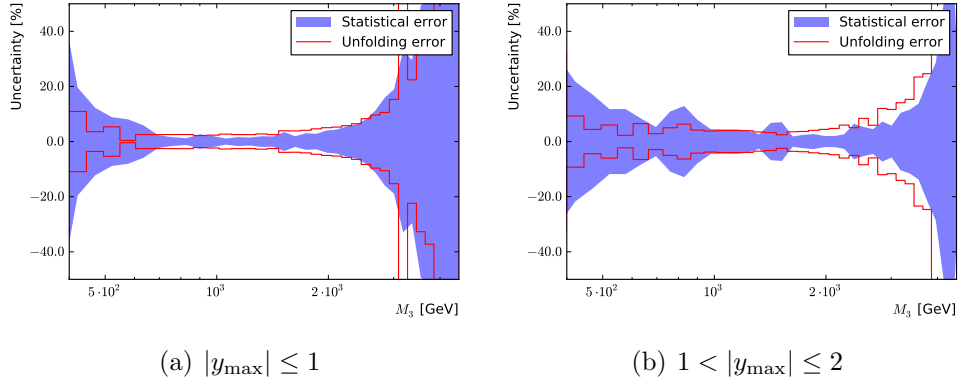 Uncertainty [%]
40.0
20.0
0.0
−20.0
−40.0
Statistical error
Unfolding error
5·10²
10³
2·10³
M₃ [GeV]
(a) |y_max| ≤ 1
Uncertainty [%]
40.0
20.0
0.0
−20.0
−40.0
Statistical error
Unfolding error
5·10²
10³
2·10³
M₃ [GeV]
(b) 1 < |y_max| ≤ 2